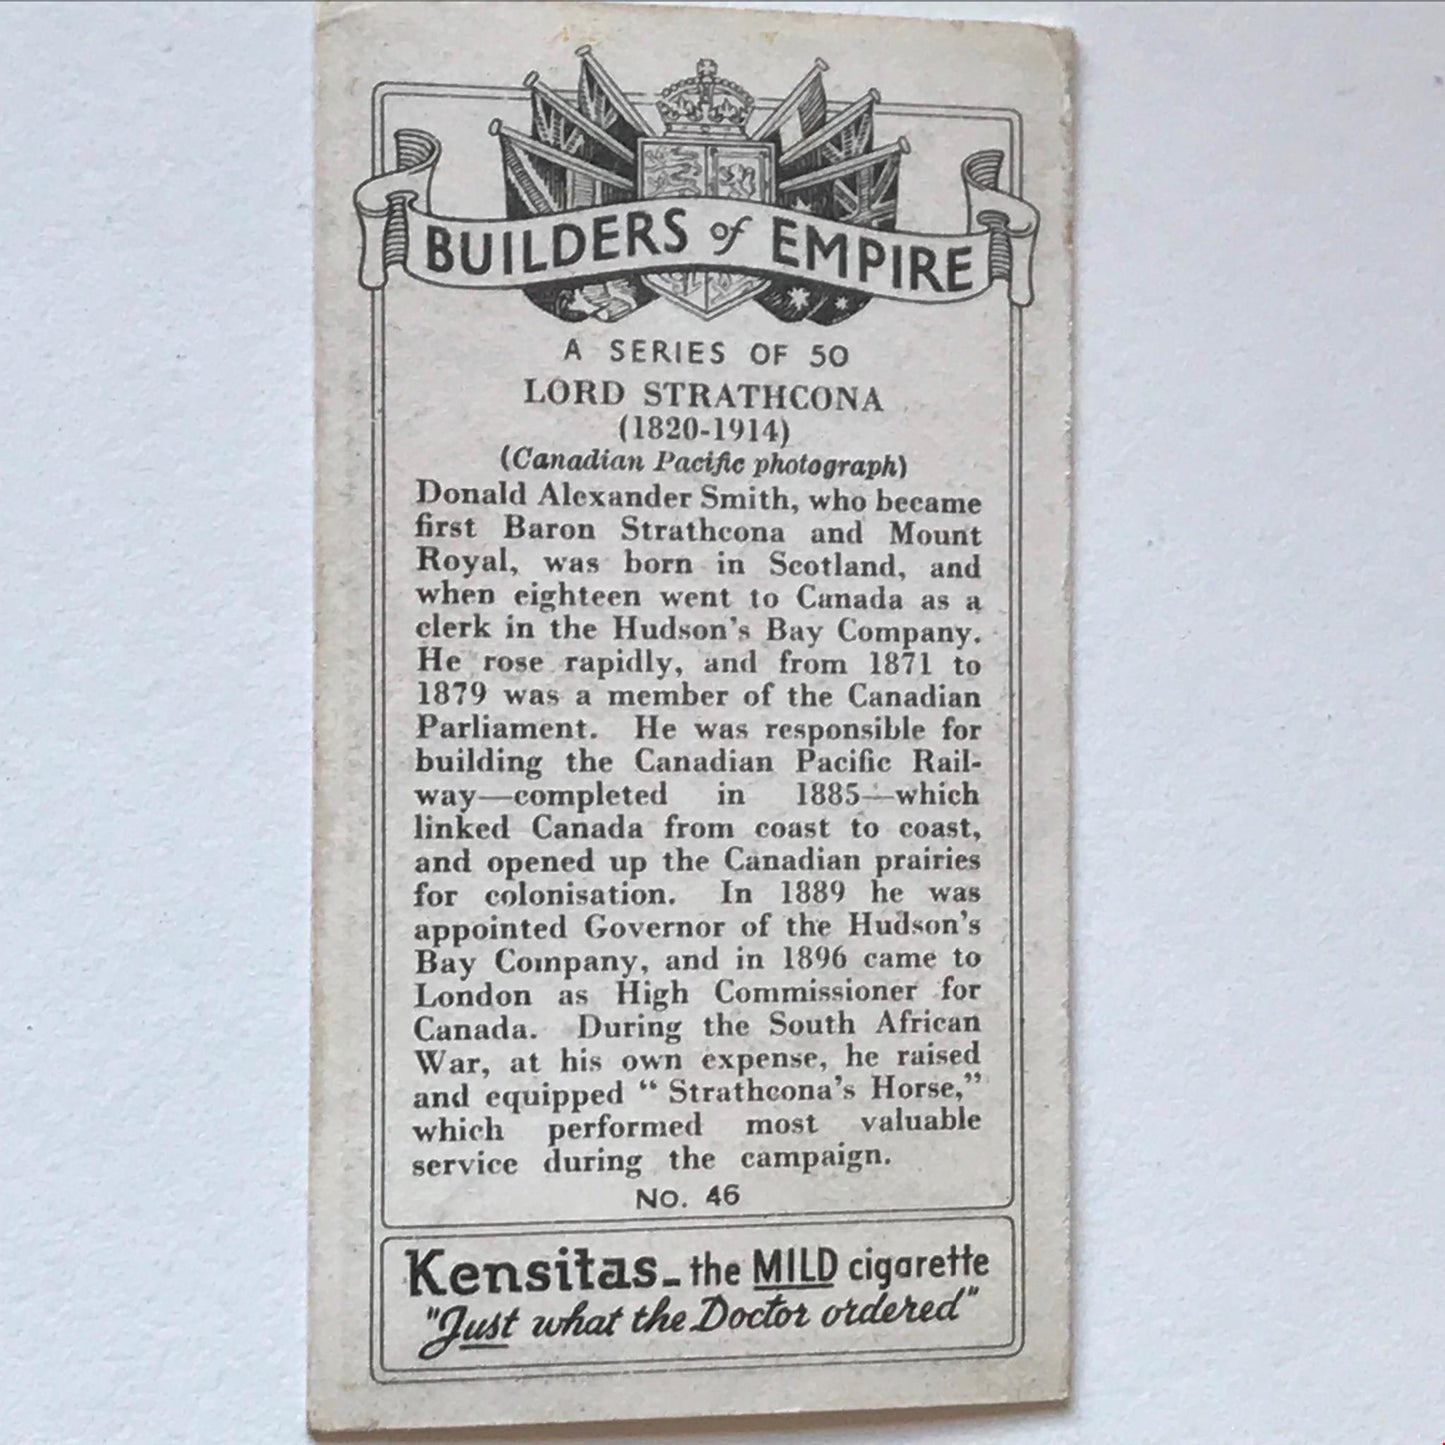 BUILDERS of EMPIRE
A SERIES OF 50
LORD STRATHCONA
(1820-1914)
(Canadian Pacific photograph)
Donald Alexander Smith, who became
first Baron Strathcona and Mount
Royal, was born in Scotland, and
when eighteen went to Canada as a
clerk in the Hudson's Bay Company.
He rose rapidly, and from 1871 to
1879 was a member of the Canadian
Parliament. He was responsible for
building the Canadian Pacific Rail-
way—completed in 1885—which
linked Canada from coast to coast,
and opened up the Canadian prairies
for colonisation. In 1889 he was
appointed Governor of the Hudson's
Bay Company, and in 1896 came to
London as High Commissioner for
Canada. During the South African
War, at his own expense, he raised
and equipped “ Strathcona's Horse,”
which performed most valuable
service during the campaign.
No. 46
Kensitas - the MILD cigarette
"Just what the Doctor ordered"